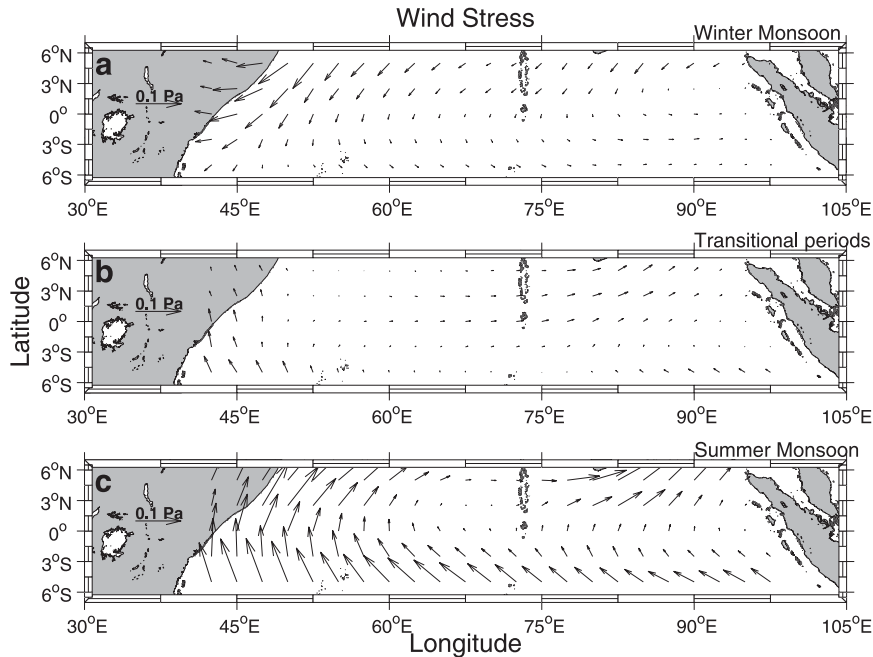 Wind Stress
Winter Monsoon
a
6°N
3°N
0°
3°S
6°S
0.1 Pa
30°E 45°E 60°E 75°E 90°E 105°E
Transitional periods
b
6°N
3°N
0°
3°S
6°S
0.1 Pa
30°E 45°E 60°E 75°E 90°E 105°E
Latitude
Summer Monsoon
c
6°N
3°N
0°
3°S
6°S
0.1 Pa
30°E 45°E 60°E 75°E 90°E 105°E
Longitude